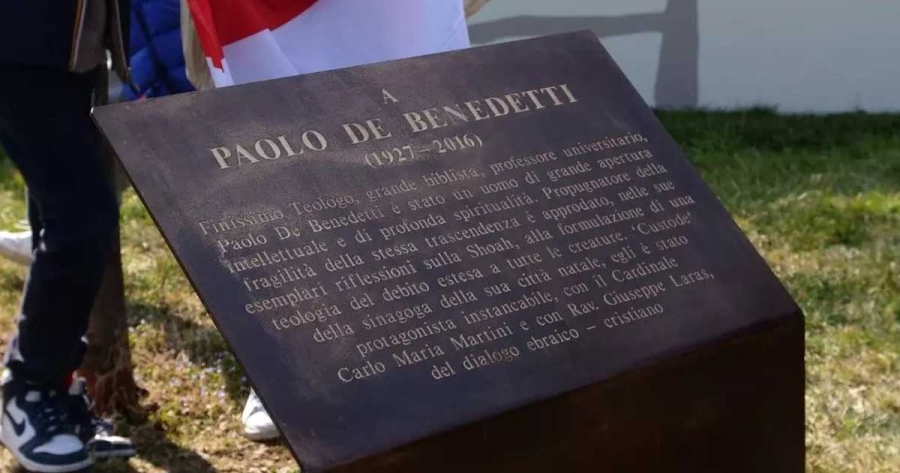 A
PAOLO DE BENEDETTI
(1927 – 2016)
Finissimo Teologo, grande biblista, professore universitario,
Paolo De Benedetti è stato un uomo di grande apertura
intellettuale e di profonda spiritualità. Propugnatore della
fragilità della stessa trascendenza è approdato, nelle sue
esemplari riflessioni sulla Shoah, alla formulazione di una
teologia del debito estesa a tutte le creature. 'Custode'
della sinagoga della sua città natale, egli è stato
protagonista instancabile, con il Cardinale
Carlo Maria Martini e con Rav. Giuseppe Laras,
del dialogo ebraico – cristiano